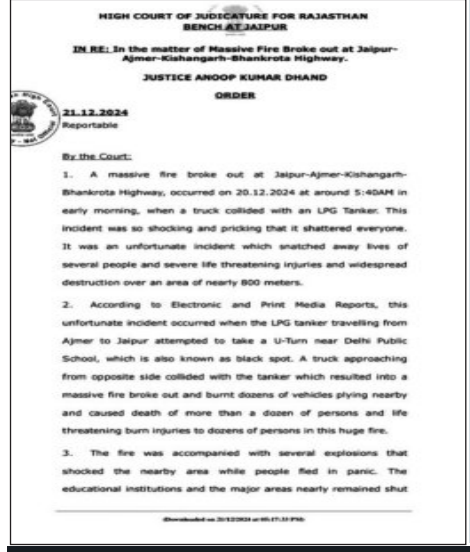 HIGH COURT OF JUDICATURE FOR RAJASTHAN
BENCH AT JAIPUR
IN RE: In the matter of Massive Fire Broke out at Jaipur-
Ajmer-Kishangarh-Bhankrota Highway.
JUSTICE ANOOP KUMAR DHAND
ORDER
21.12.2024
Reportable
By the Court:
1. A massive fire broke out at Jaipur-Ajmer-Kishangarh-
Bhankrota Highway, occurred on 20.12.2024 at around 5:40AM in
early morning, when a truck collided with an LPG Tanker. This
incident was so shocking and pricking that it shattered everyone.
It was an unfortunate incident which snatched away lives of
several people and severe life threatening injuries and widespread
destruction over an area of nearly 800 meters.
2. According to Electronic and Print Media Reports, this
unfortunate incident occurred when the LPG tanker travelling from
Ajmer to Jaipur attempted to take a U-Turn near Delhi Public
School, which is also known as black spot. A truck approaching
from opposite side collided with the tanker which resulted into a
massive fire broke out and burnt dozens of vehicles plying nearby
and caused death of more than a dozen of persons and life
threatening burn injuries to dozens of persons in this huge fire.
3. The fire was accompanied with several explosions that
shocked the nearby area while people fled in panic. The
educational institutions and the major areas nearly remained shut
(Downloaded on 21/12/2024 at